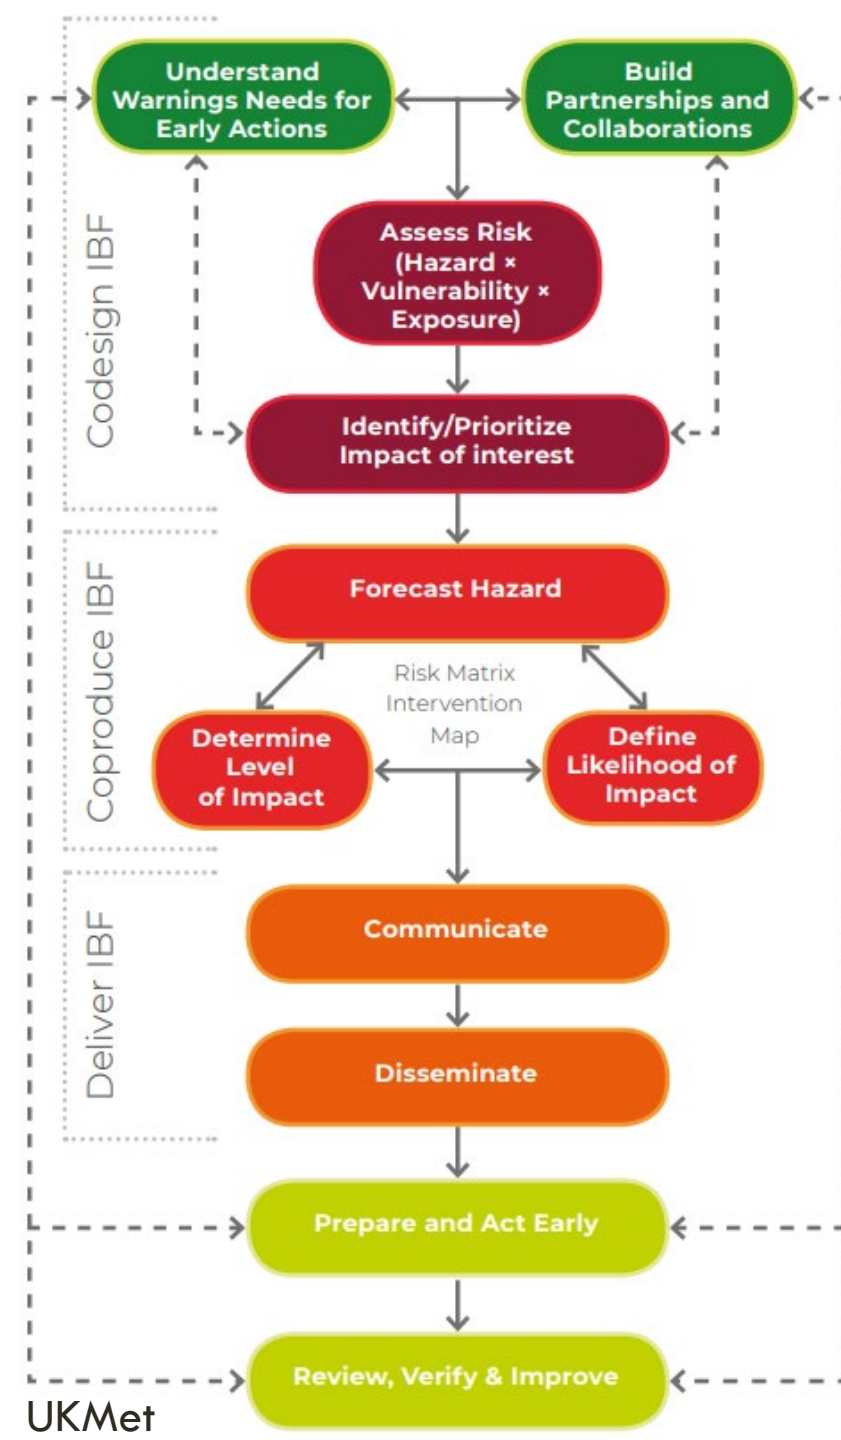 Understand
Warnings Needs for
Early Actions
Build
Partnerships and
Collaborations
Codesign IBF
Assess Risk
(Hazard ×
Vulnerability ×
Exposure)
Identify/Prioritize
Impact of interest
Coproduce IBF
Forecast Hazard
Risk Matrix
Intervention
Map
Determine
Level
of Impact
Define
Likelihood of
Impact
Deliver IBF
Communicate
Disseminate
Prepare and Act Early
Review, Verify & Improve
UKMet